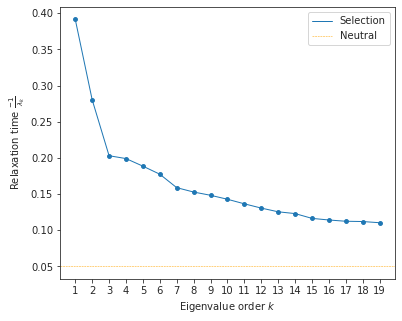 0.40
0.35
0.30
0.25
0.20
0.15
0.10
0.05
Relaxation time $\frac{-1}{\lambda_k}$
Selection
Neutral
1 2 3 4 5 6 7 8 9 10 11 12 13 14 15 16 17 18 19
Eigenvalue order k